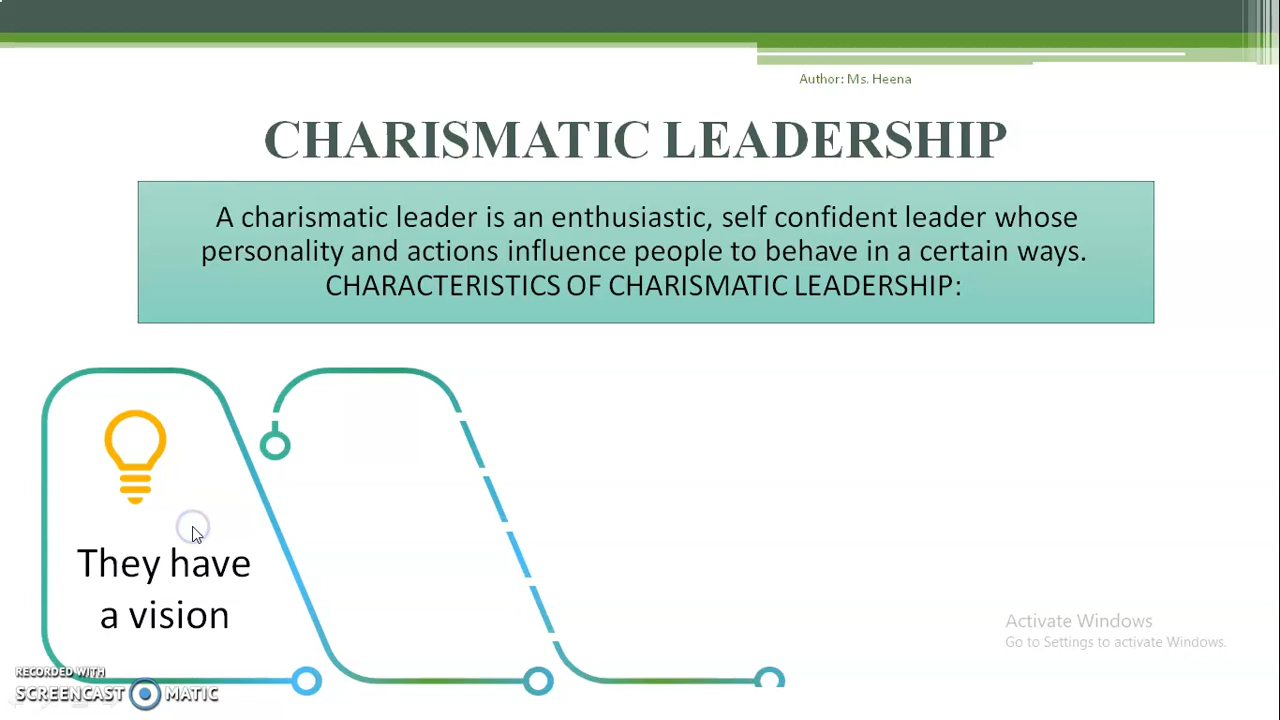 Author: Ms. Heena
CHARISMATIC LEADERSHIP
A charismatic leader is an enthusiastic, self confident leader whose
personality and actions influence people to behave in a certain ways.
CHARACTERISTICS OF CHARISMATIC LEADERSHIP:
They have
a vision
Activate Windows
Go to Settings to activate Windows.
RECORDED WITH
SCREENCAST MATIC